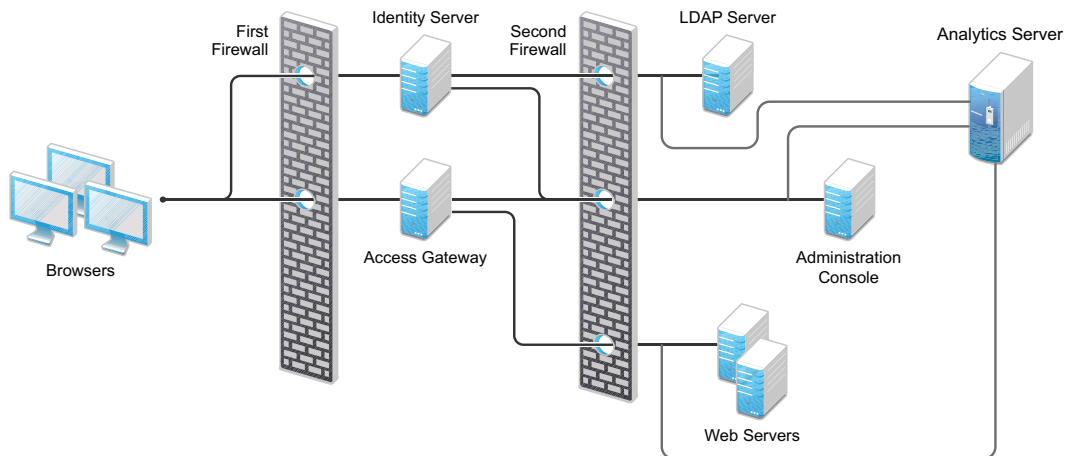 Identity Server
LDAP Server
First
Firewall
Second
Firewall
Analytics Server
Browsers
Access Gateway
Administration
Console
Web Servers